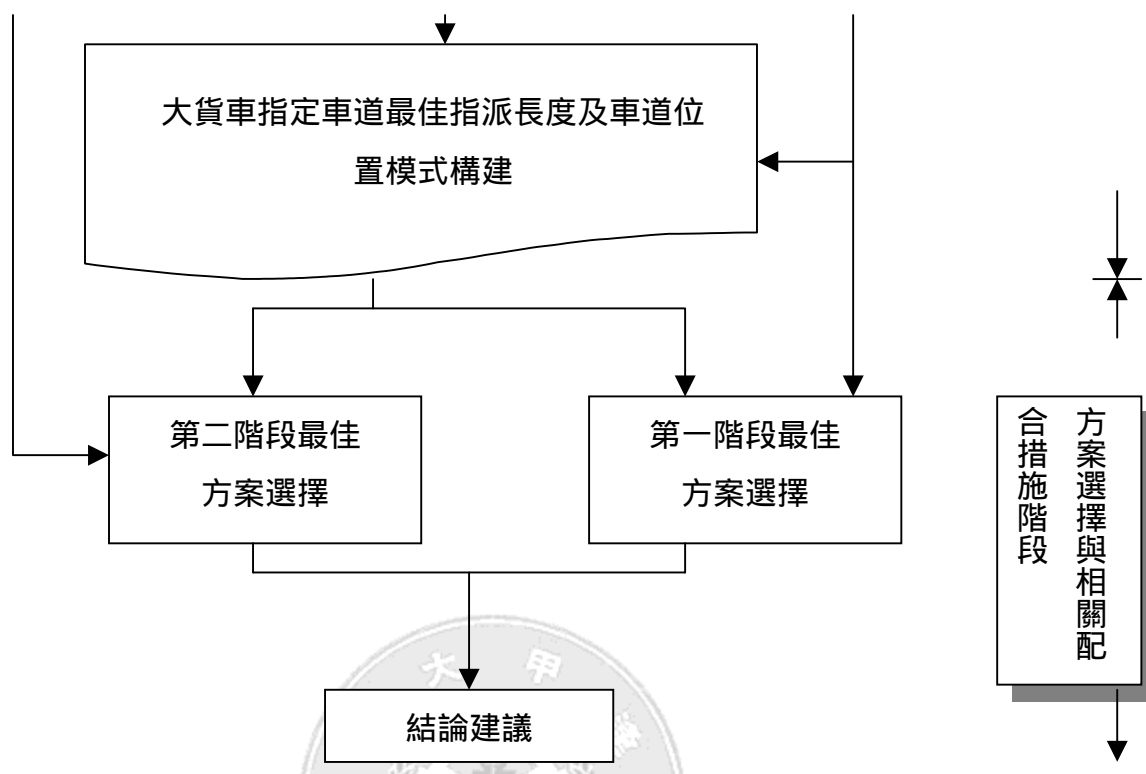 大貨車指定車道最佳指派長度及車道位
置模式構建
第二階段最佳
方案選擇
第一階段最佳
方案選擇
方案選擇與相關配
合措施階段
結論建議
大 甲